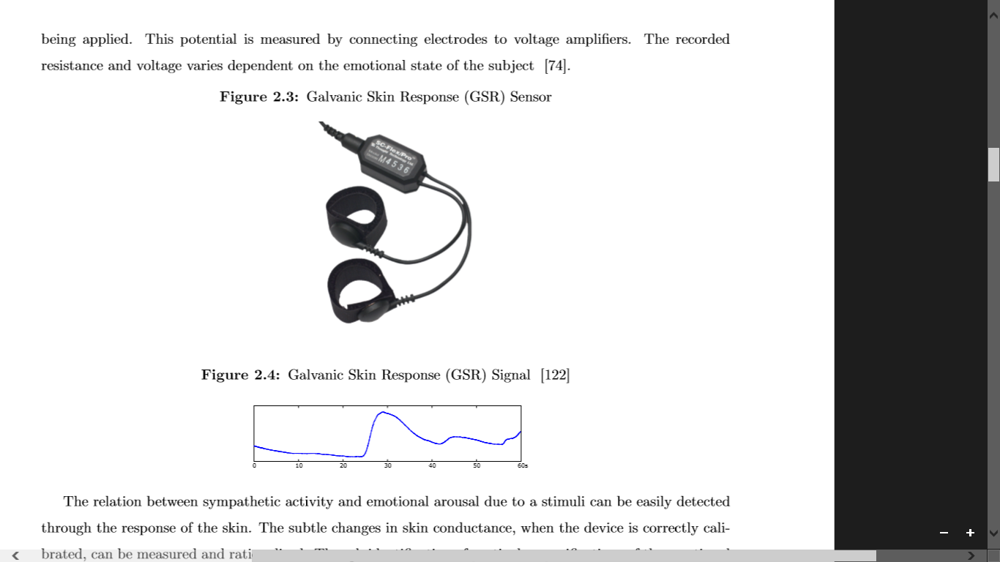 being applied. This potential is measured by connecting electrodes to voltage amplifiers. The recorded
resistance and voltage varies dependent on the emotional state of the subject [74].
Figure 2.3: Galvanic Skin Response (GSR) Sensor
SC-Flex/Pro™
Thought Technology Ltd.
M4536
Figure 2.4: Galvanic Skin Response (GSR) Signal [122]
0 10 20 30 40 50 60s
The relation between sympathetic activity and emotional arousal due to a stimuli can be easily detected
through the response of the skin. The subtle changes in skin conductance, when the device is correctly cali-
brated, can be measured and rati